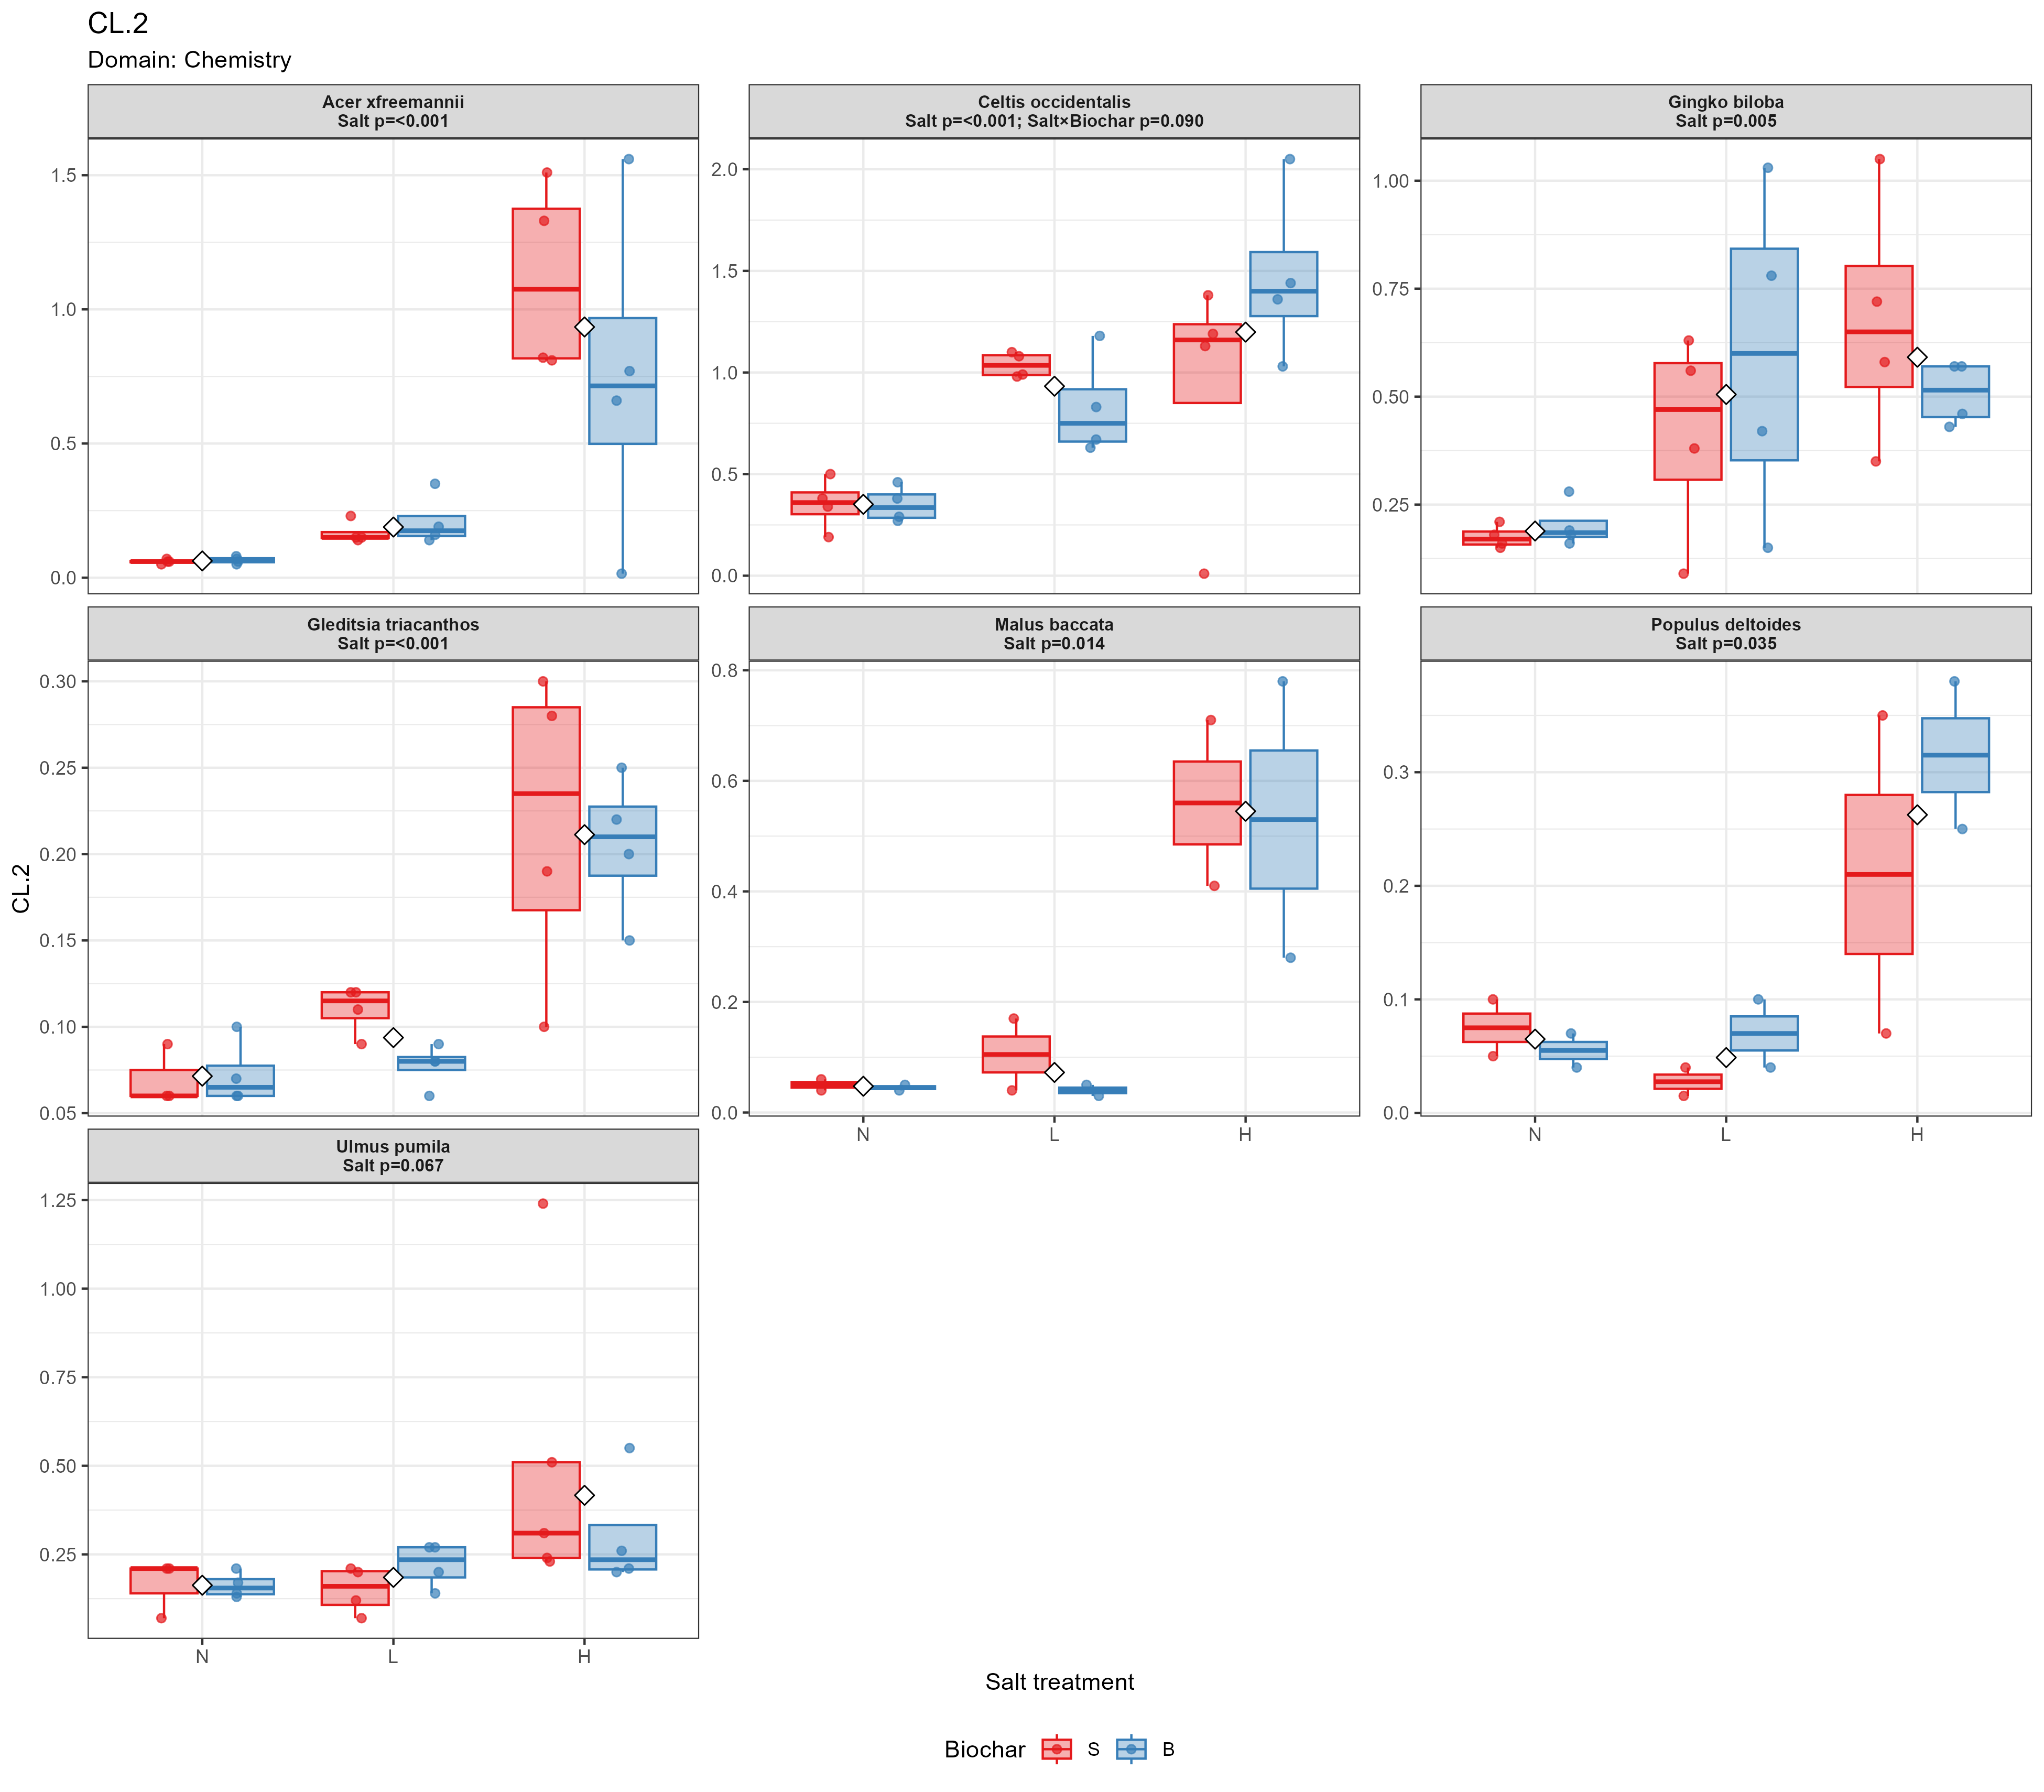 CL.2
Domain: Chemistry
Acer xfreemannii
Salt p=<0.001
Celtis occidentalis
Salt p=<0.001; Salt×Biochar p=0.090
Gingko biloba
Salt p=0.005
1.5
1.0
0.5
0.0
2.0
1.5
1.0
0.5
0.0
1.00
0.75
0.50
0.25
Gleditsia triacanthos
Salt p=<0.001
Malus baccata
Salt p=0.014
Populus deltoides
Salt p=0.035
CL.2
0.30
0.25
0.20
0.15
0.10
0.05
0.8
0.6
0.4
0.2
0.0
N L H
0.3
0.2
0.1
0.0
N L H
Ulmus pumila
Salt p=0.067
1.25
1.00
0.75
0.50
0.25
N L H
Salt treatment
Biochar S B